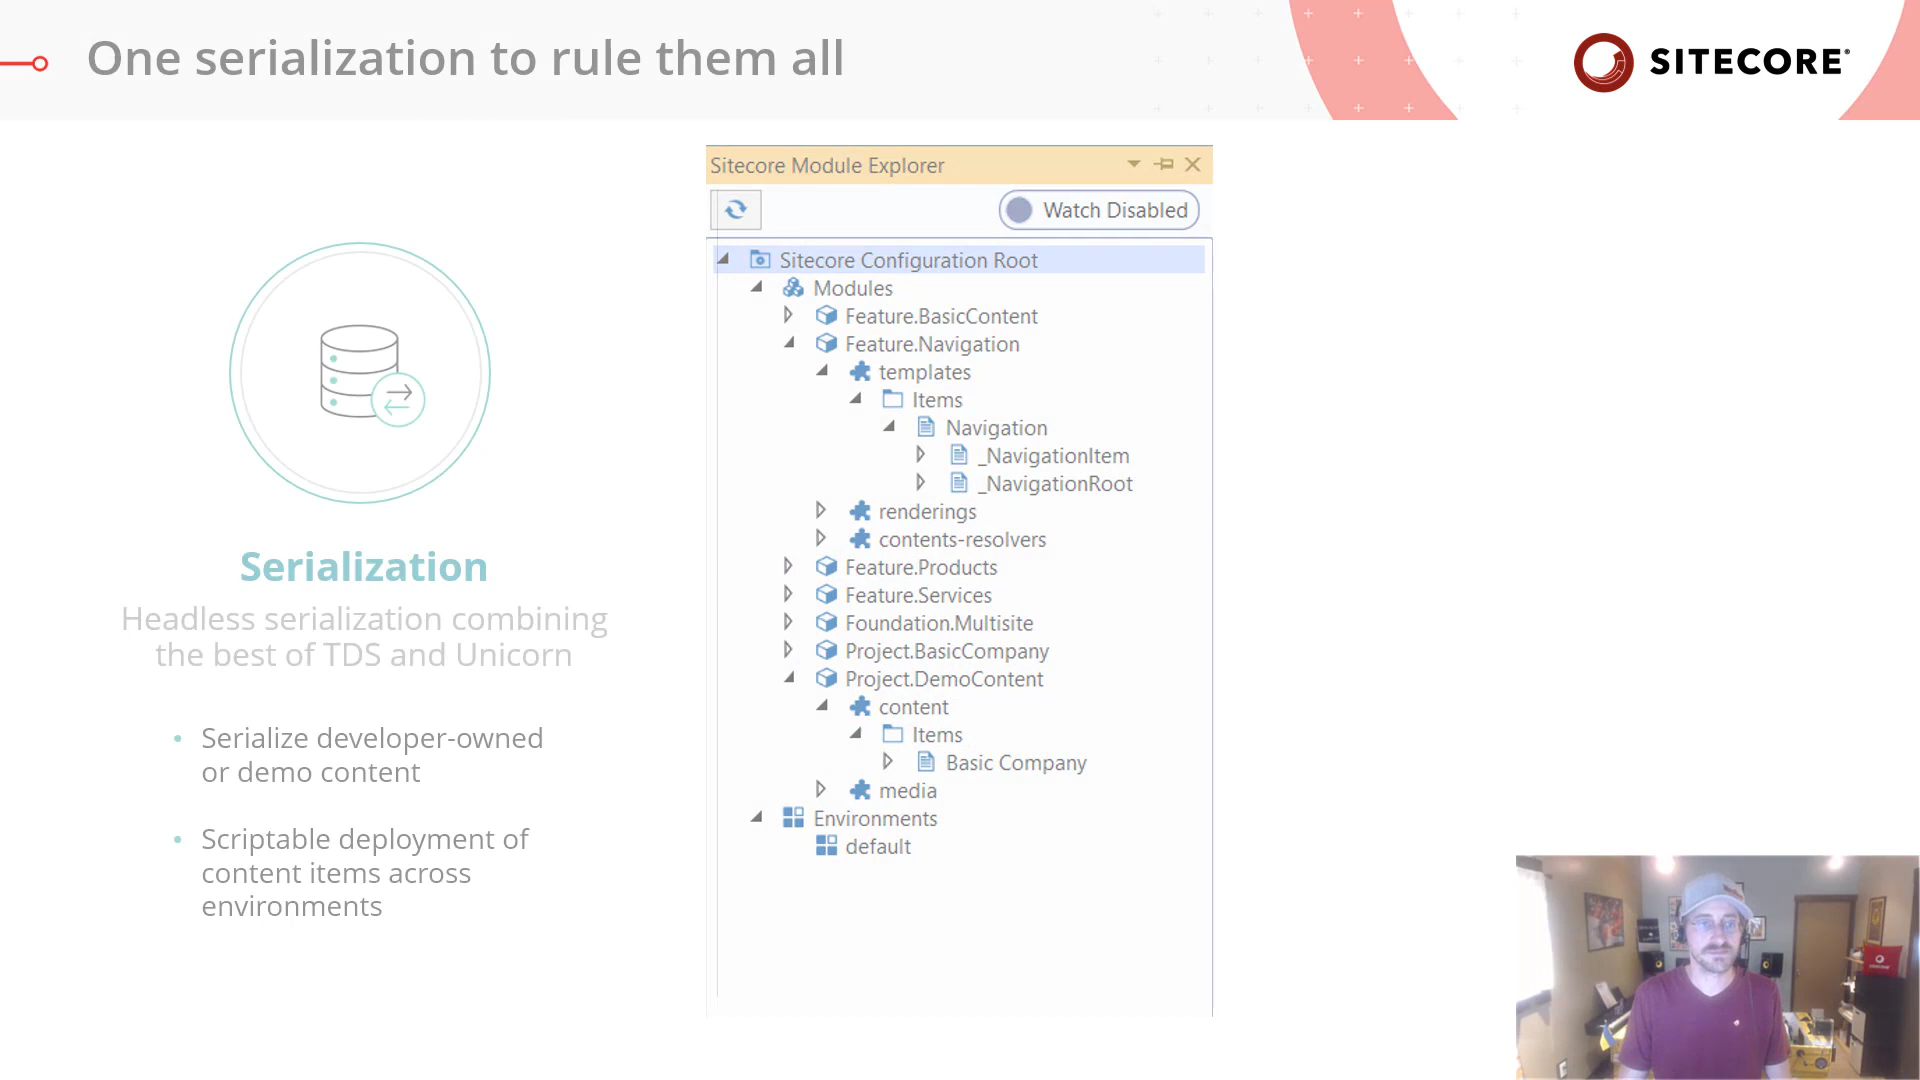 One serialization to rule them all
SITECORE
Serialization
Headless serialization combining
the best of TDS and Unicorn
• Serialize developer-owned
or demo content
• Scriptable deployment of
content items across
environments
Sitecore Module Explorer
Watch Disabled
Sitecore Configuration Root
Modules
Feature.BasicContent
Feature.Navigation
templates
Items
Navigation
_NavigationItem
_NavigationRoot
renderings
contents-resolvers
Feature.Products
Feature.Services
Foundation.Multisite
Project.BasicCompany
Project.DemoContent
content
Items
Basic Company
media
Environments
default